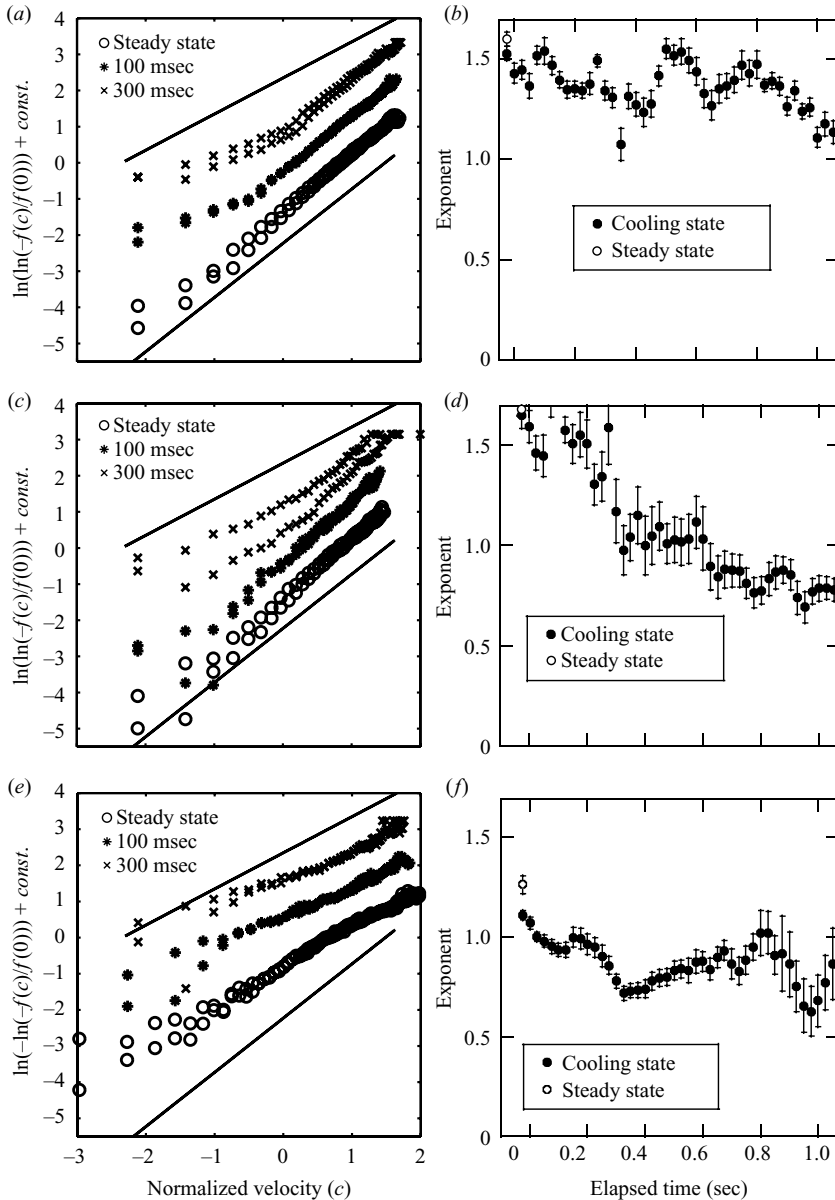 (a)
4
3
2
1
0
–1
–2
–3
–4
–5
ln(ln(–f(c)/f(0))) + const.
Steady state
100 msec
300 msec
(b)
1.5
1.0
1.5
0
Exponent
Cooling state
Steady state
(c)
4
3
2
1
0
–1
–2
–3
–4
–5
ln(ln(–f(c)/f(0))) + const.
Steady state
100 msec
300 msec
(d)
1.5
1.0
1.5
0
Exponent
Cooling state
Steady state
(e)
4
3
2
1
0
–1
–2
–3
–4
–5
ln(–ln(–f(c)/f(0))) + const.
Steady state
100 msec
300 msec
–3 –2 –1 0 1 2
Normalized velocity (c)
(f)
1.5
1.0
1.5
0
Exponent
Cooling state
Steady state
0 0.2 0.4 0.6 0.8 1.0
Elapsed time (sec)